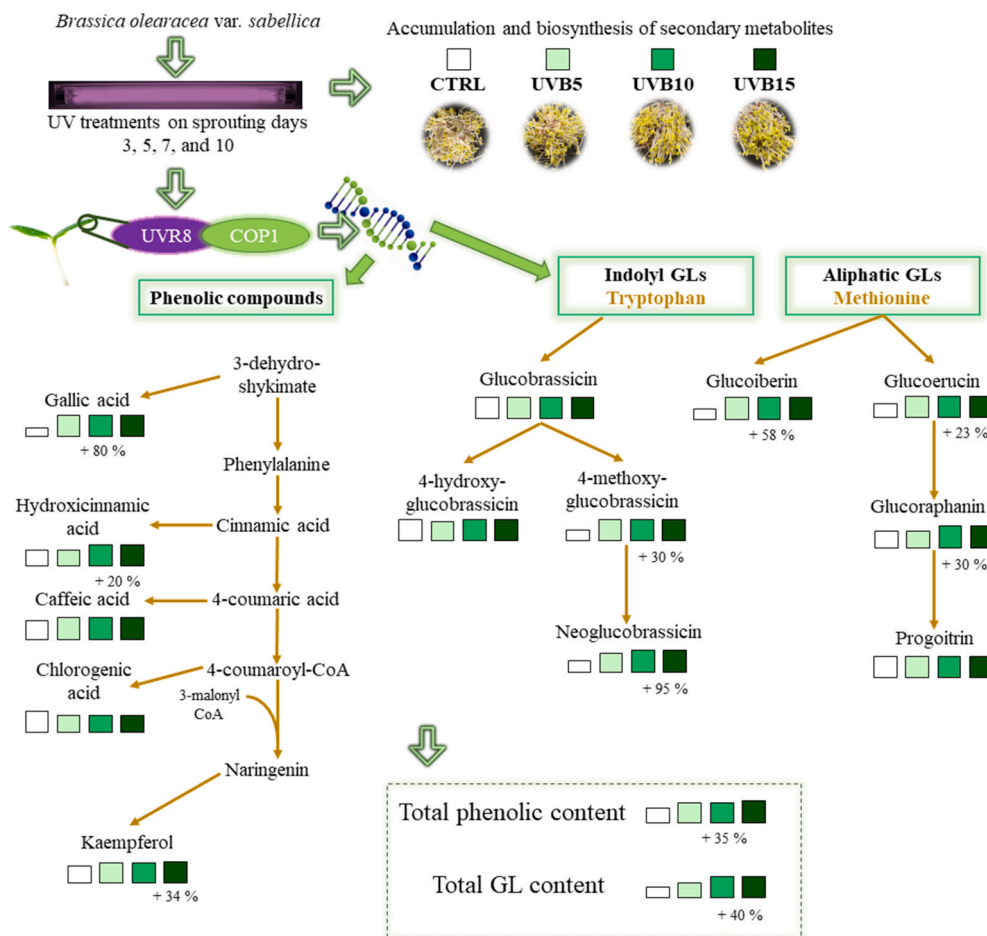 Brassica olearacea var. sabellica
Accumulation and biosynthesis of secondary metabolites
CTRL
UVB5
UVB10
UVB15
UV treatments on sprouting days
3, 5, 7, and 10
UVR8
COP1
Phenolic compounds
Indolyl GLs
Tryptophan
Aliphatic GLs
Methionine
3-dehydro-
shykimate
Gallic acid
+ 80 %
Phenylalanine
Hydroxicinnamic
acid
+ 20 %
Cinnamic acid
Caffeic acid
4-coumaric acid
Chlorogenic
acid
4-coumaroyl-CoA
3-malonyl
CoA
Naringenin
Kaempferol
+ 34 %
Glucobrassicin
4-hydroxy-
glucobrassicin
4-methoxy-
glucobrassicin
+ 30 %
Neoglucobrassicin
+ 95 %
Glucoiberin
+ 58 %
Glucoerucin
+ 23 %
Glucoraphanin
+ 30 %
Progoitrin
Total phenolic content
+ 35 %
Total GL content
+ 40 %